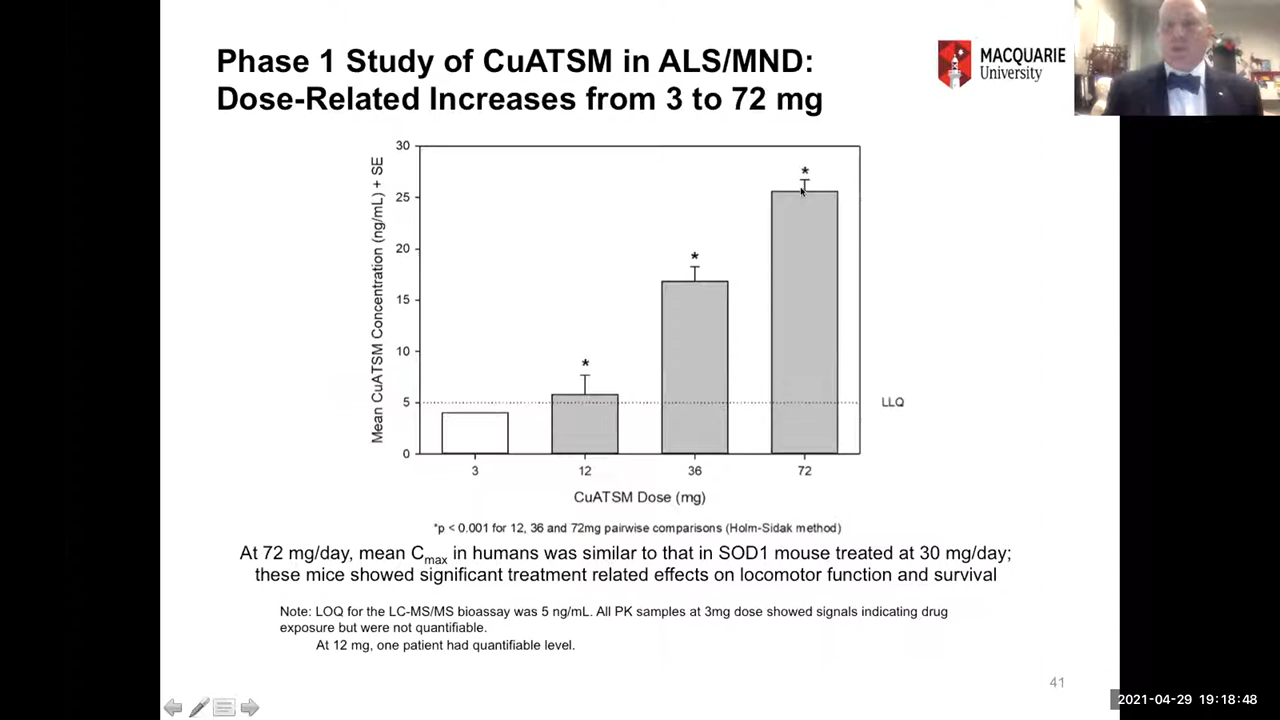 Phase 1 Study of CuATSM in ALS/MND:
Dose-Related Increases from 3 to 72 mg
MACQUARIE
University
Mean CuATSM Concentration (ng/mL) + SE
30
25
20
15
10
5
0
*
*
*
LLQ
3 12 36 72
CuATSM Dose (mg)
*p < 0.001 for 12, 36 and 72mg pairwise comparisons (Holm-Sidak method)
At 72 mg/day, mean Cmax in humans was similar to that in SOD1 mouse treated at 30 mg/day;
these mice showed significant treatment related effects on locomotor function and survival
Note: LOQ for the LC-MS/MS bioassay was 5 ng/mL. All PK samples at 3mg dose showed signals indicating drug
exposure but were not quantifiable.
At 12 mg, one patient had quantifiable level.
41
2021-04-29 19:18:48